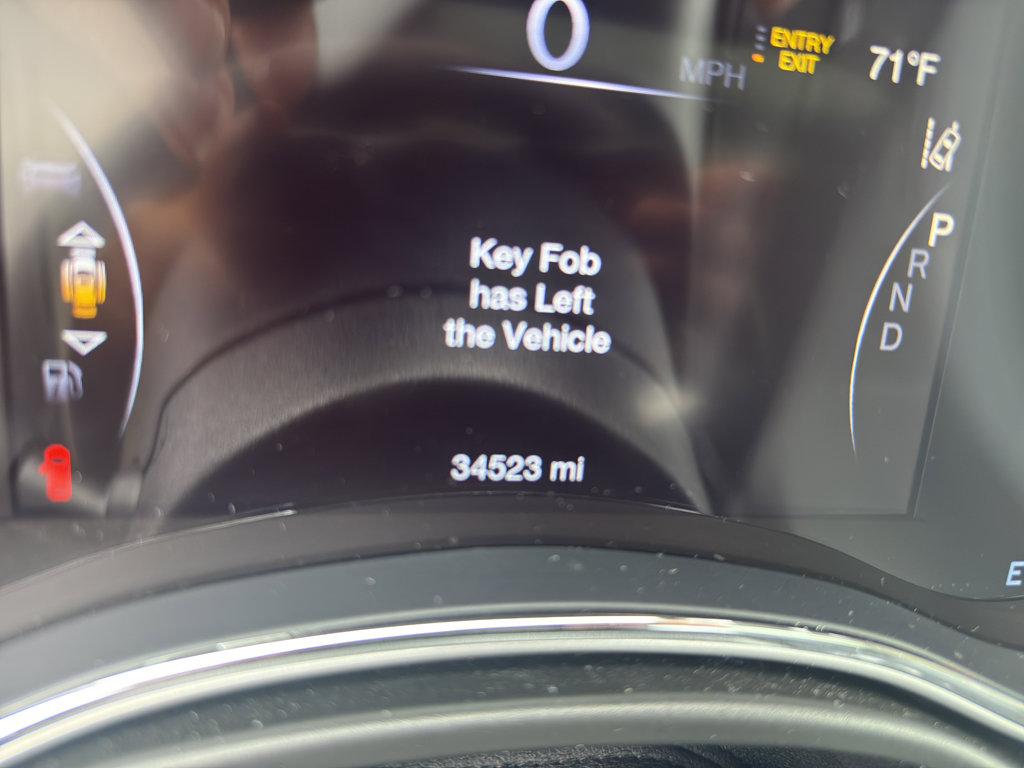 0
MPH
ENTRY
EXIT
71°F
P
R
N
D
Key Fob
has Left
the Vehicle
34523 mi
E